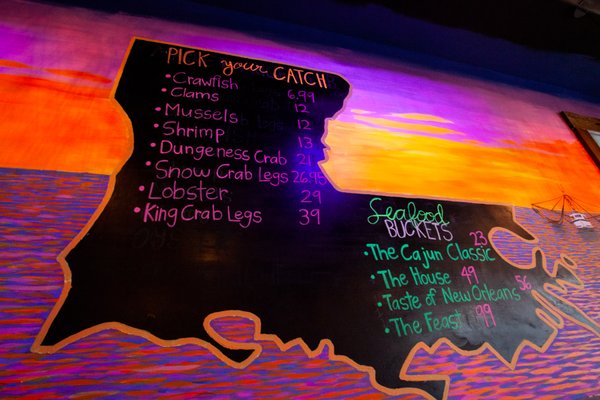 PICK your CATCH
• Crawfish 6.99
• Clams 12
• Mussels 12
• Shrimp 13
• Dungeness Crab 21
• Snow Crab Legs 26.95
• Lobster 29
• King Crab Legs 39
Seafood
BUCKETS
• The Cajun Classic 23
• The House 49
• Taste of New Orleans 56
• The Feast 79